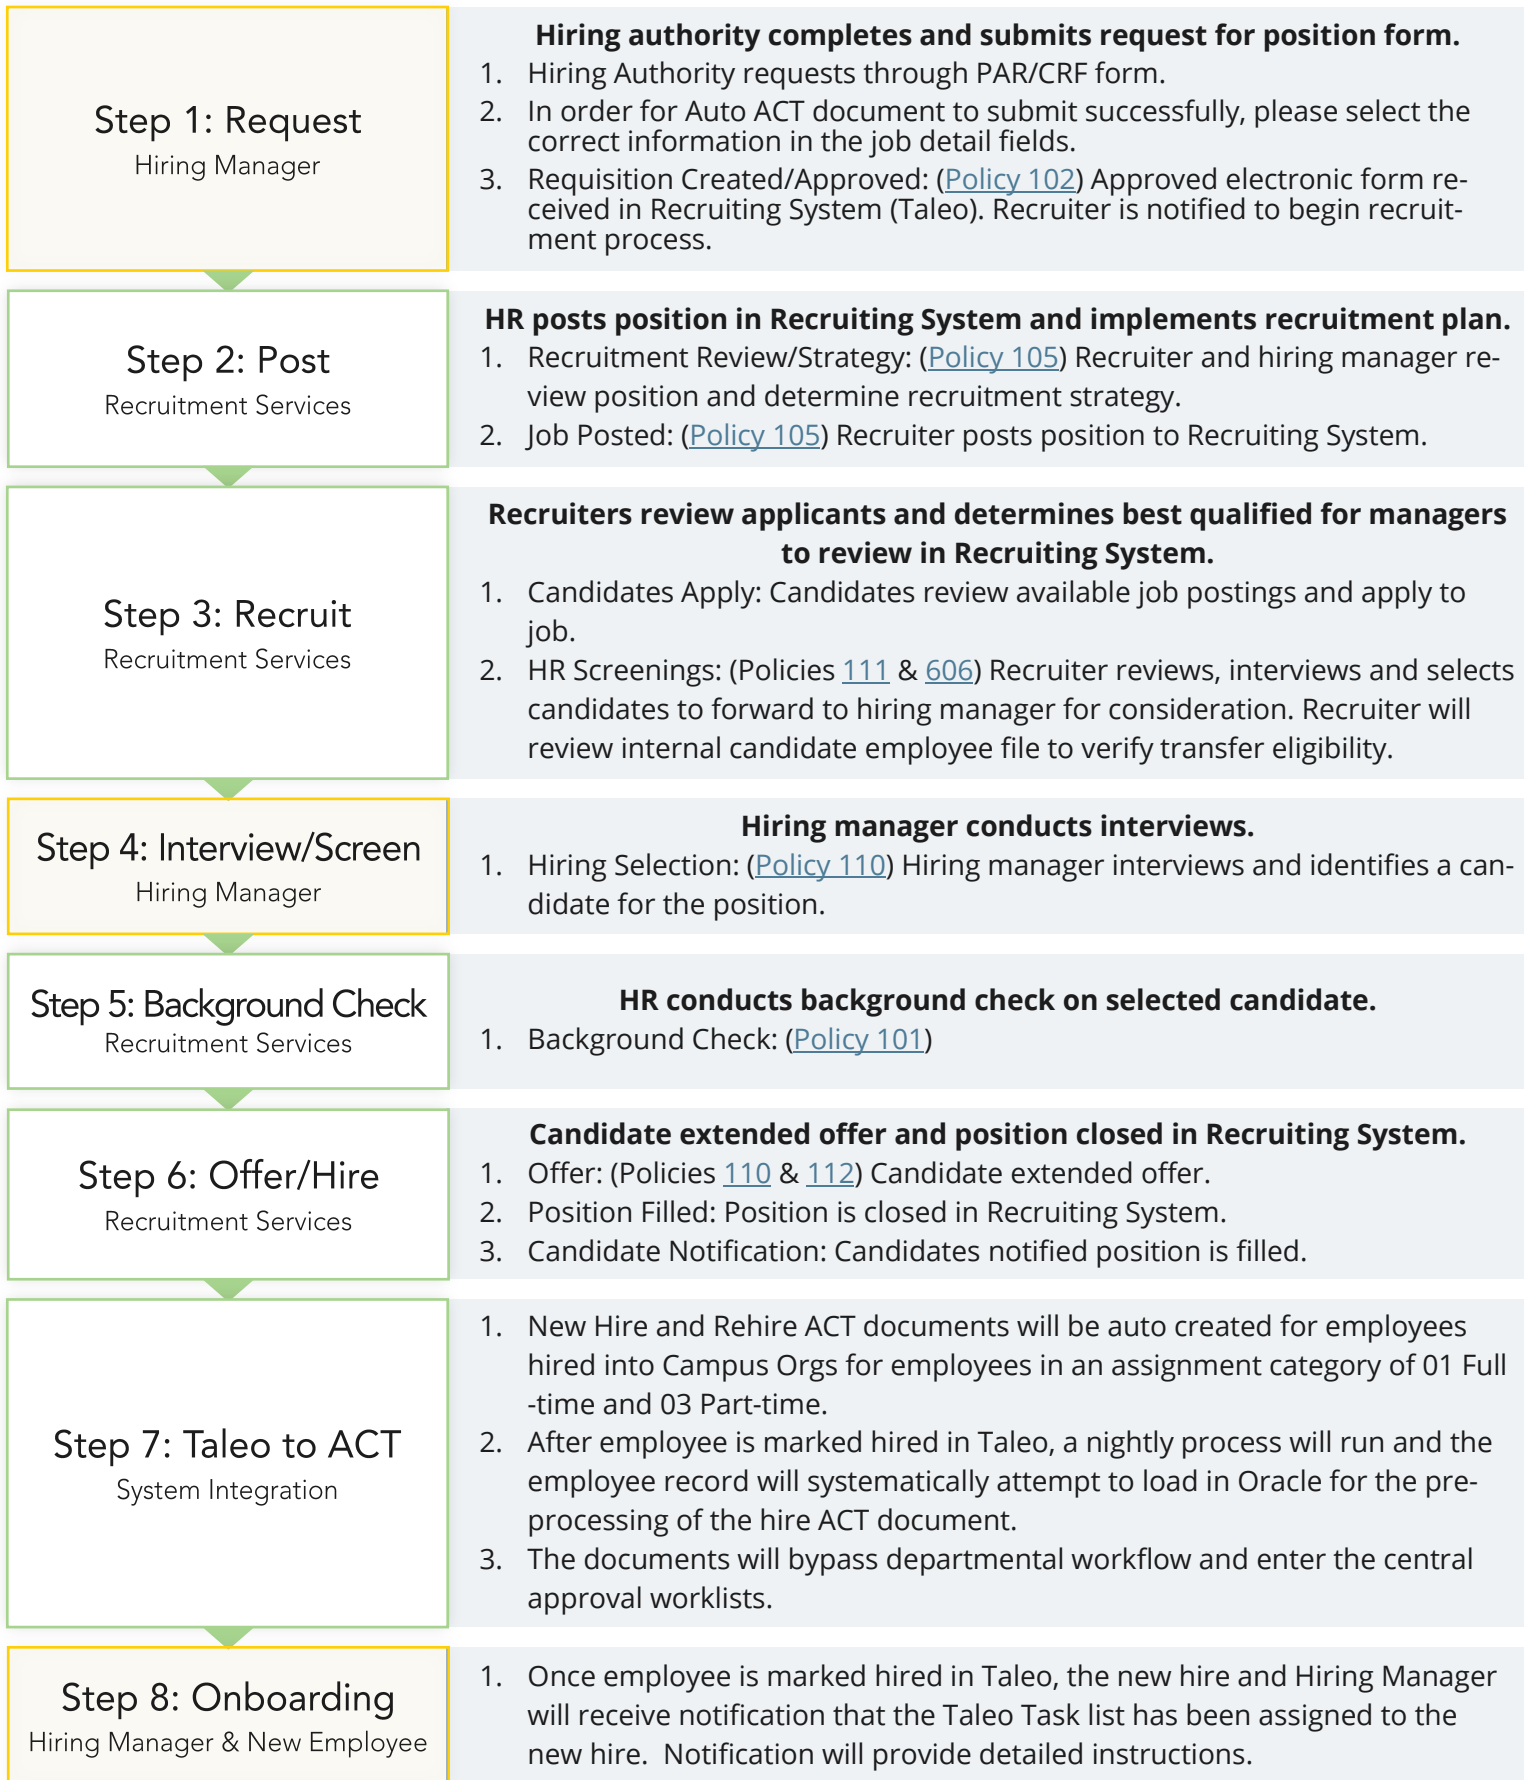 Step 1: Request
Hiring Manager
Hiring authority completes and submits request for position form.
1. Hiring Authority requests through PAR/CRF form.
2. In order for Auto ACT document to submit successfully, please select the
correct information in the job detail fields.
3. Requisition Created/Approved: (Policy 102) Approved electronic form re-
ceived in Recruiting System (Taleo). Recruiter is notified to begin recruit-
ment process.
Step 2: Post
Recruitment Services
HR posts position in Recruiting System and implements recruitment plan.
1. Recruitment Review/Strategy: (Policy 105) Recruiter and hiring manager re-
view position and determine recruitment strategy.
2. Job Posted: (Policy 105) Recruiter posts position to Recruiting System.
Step 3: Recruit
Recruitment Services
Recruiters review applicants and determines best qualified for managers
to review in Recruiting System.
1. Candidates Apply: Candidates review available job postings and apply to
job.
2. HR Screenings: (Policies 111 & 606) Recruiter reviews, interviews and selects
candidates to forward to hiring manager for consideration. Recruiter will
review internal candidate employee file to verify transfer eligibility.
Step 4: Interview/Screen
Hiring Manager
Hiring manager conducts interviews.
1. Hiring Selection: (Policy 110) Hiring manager interviews and identifies a can-
didate for the position.
Step 5: Background Check
Recruitment Services
HR conducts background check on selected candidate.
1. Background Check: (Policy 101)
Step 6: Offer/Hire
Recruitment Services
Candidate extended offer and position closed in Recruiting System.
1. Offer: (Policies 110 & 112) Candidate extended offer.
2. Position Filled: Position is closed in Recruiting System.
3. Candidate Notification: Candidates notified position is filled.
Step 7: Taleo to ACT
System Integration
1. New Hire and Rehire ACT documents will be auto created for employees
hired into Campus Orgs for employees in an assignment category of 01 Full
-time and 03 Part-time.
2. After employee is marked hired in Taleo, a nightly process will run and the
employee record will systematically attempt to load in Oracle for the pre-
processing of the hire ACT document.
3. The documents will bypass departmental workflow and enter the central
approval worklists.
Step 8: Onboarding
Hiring Manager & New Employee
1. Once employee is marked hired in Taleo, the new hire and Hiring Manager
will receive notification that the Taleo Task list has been assigned to the
new hire. Notification will provide detailed instructions.